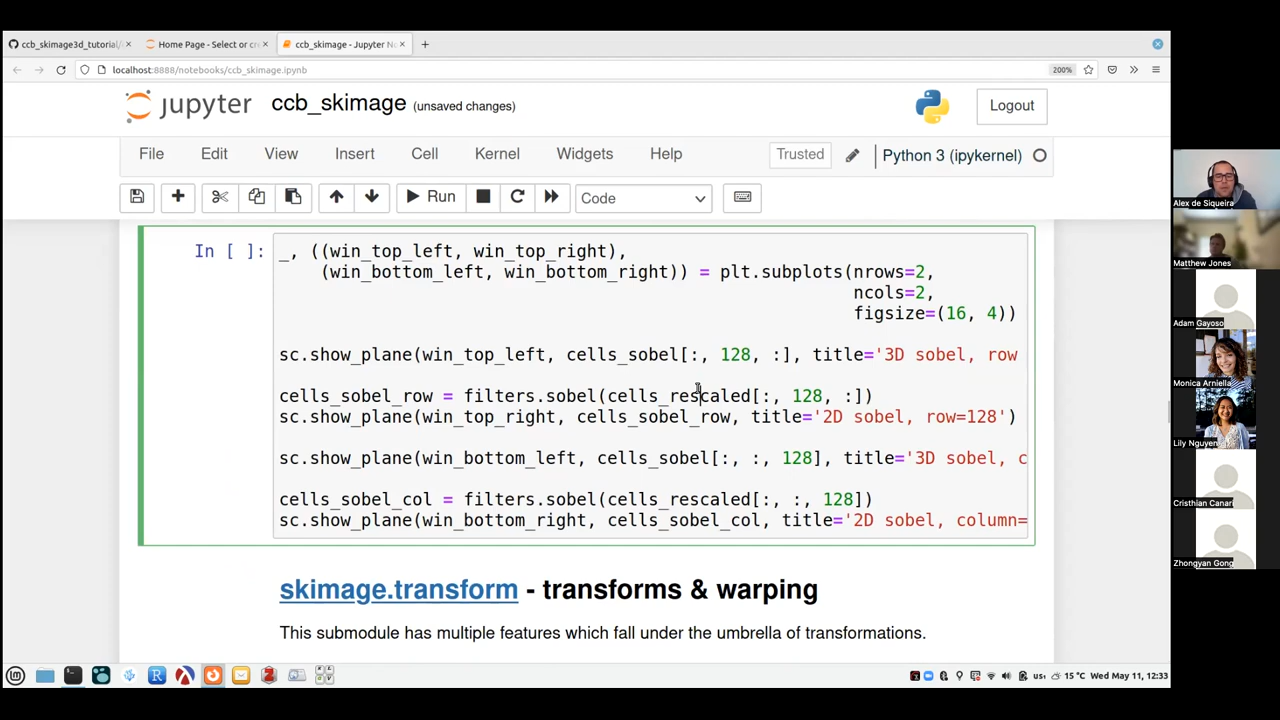 ccb_skimage3d_tutorial/
Home Page - Select or cre
ccb_skimage - Jupyter No
localhost:8888/notebooks/ccb_skimage.ipynb
200%
jupyter
ccb_skimage (unsaved changes)
Logout
File Edit View Insert Cell Kernel Widgets Help
Trusted
Python 3 (ipykernel)
Run
Code
In [ ]:
_, ((win_top_left, win_top_right),
(win_bottom_left, win_bottom_right)) = plt.subplots(nrows=2,
ncols=2,
figsize=(16, 4))
sc.show_plane(win_top_left, cells_sobel[:, 128, :], title='3D sobel, row
cells_sobel_row = filters.sobel(cells_rescaled[:, 128, :])
sc.show_plane(win_top_right, cells_sobel_row, title='2D sobel, row=128')
sc.show_plane(win_bottom_left, cells_sobel[:, :, 128], title='3D sobel, c
cells_sobel_col = filters.sobel(cells_rescaled[:, :, 128])
sc.show_plane(win_bottom_right, cells_sobel_col, title='2D sobel, column=
skimage.transform - transforms & warping
This submodule has multiple features which fall under the umbrella of transformations.
15 °C Wed May 11, 12:33
Alex de Siqueira
Matthew Jones
Adam Gayoso
Monica Arniella
Lily Nguyen
Cristhian Canari
Zhongyan Gong